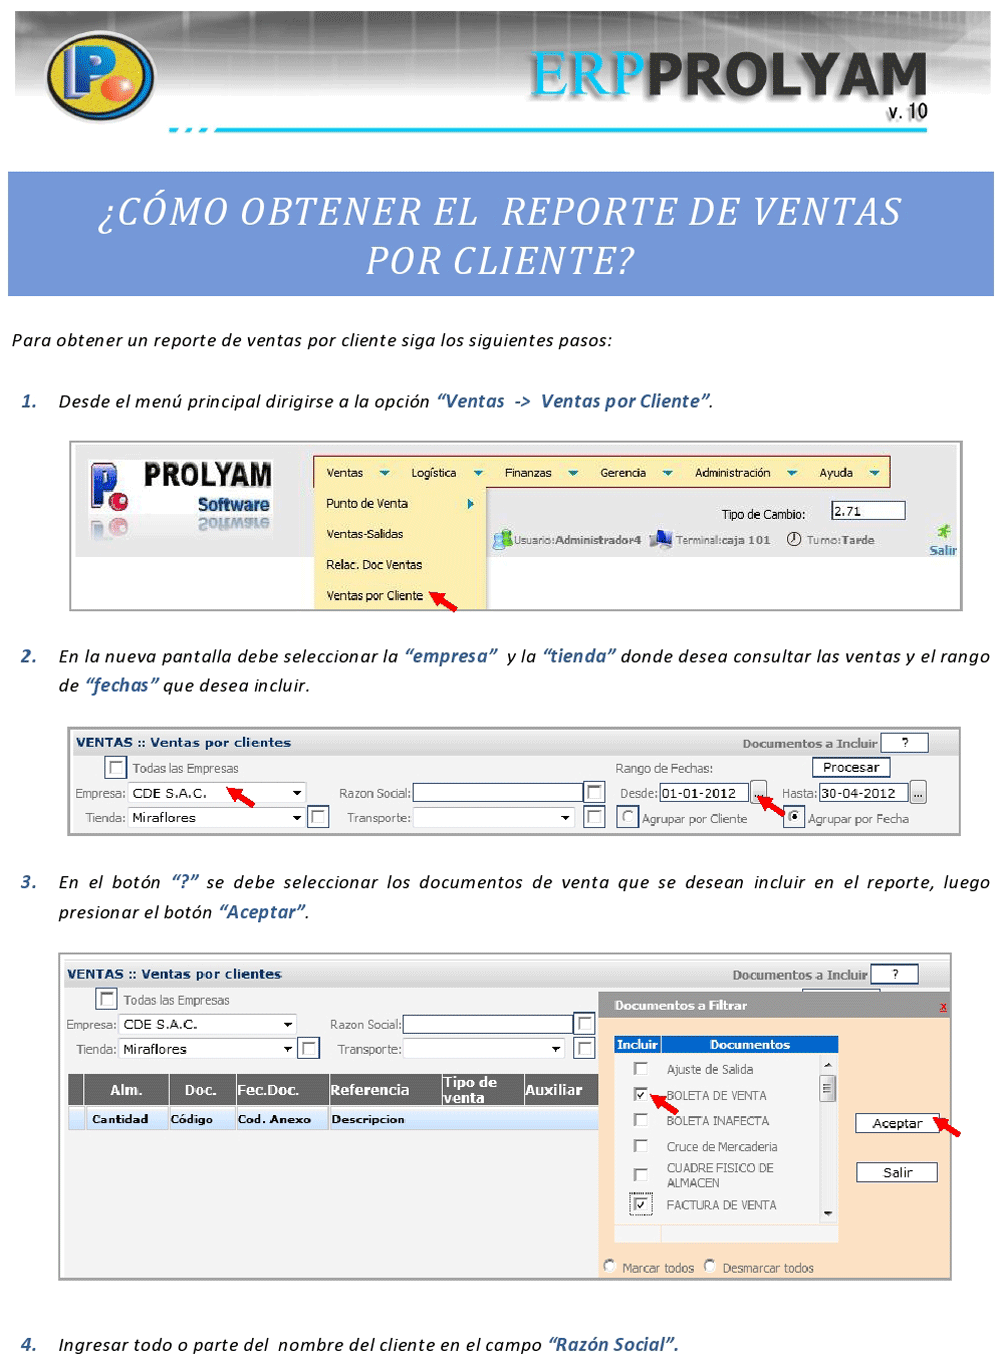 ERPPROLYAM
v. 10
¿CÓMO OBTENER EL REPORTE DE VENTAS
POR CLIENTE?
Para obtener un reporte de ventas por cliente siga los siguientes pasos:
1. Desde el menú principal dirigirse a la opción “Ventas -> Ventas por Cliente”.
PROLYAM
Software
Ventas Logística Finanzas Gerencia Administración Ayuda
Punto de Venta
Ventas-Salidas
Relac. Doc Ventas
Ventas por Cliente
Tipo de Cambio: 2.71
Usuario:Administrador4 Terminal:caja 101 Turno:Tarde
Salir
2. En la nueva pantalla debe seleccionar la “empresa” y la “tienda” donde desea consultar las ventas y el rango
de “fechas” que desea incluir.
VENTAS :: Ventas por clientes
Documentos a Incluir ?
Todas las Empresas Rango de Fechas: Procesar
Empresa: CDE S.A.C. Razon Social: Desde: 01-01-2012 ... Hasta: 30-04-2012 ...
Tienda: Miraflores Transporte: Agrupar por Cliente Agrupar por Fecha
3. En el botón “?” se debe seleccionar los documentos de venta que se desean incluir en el reporte, luego
presionar el botón “Aceptar”.
VENTAS :: Ventas por clientes
Documentos a Incluir ?
Todas las Empresas
Empresa: CDE S.A.C. Razon Social:
Tienda: Miraflores Transporte:
Alm. Doc. Fec.Doc. Referencia Tipo de venta Auxiliar
Cantidad Código Cod. Anexo Descripcion
Documentos a Filtrar x
Incluir Documentos
Ajuste de Salida
BOLETA DE VENTA
BOLETA INAFECTA
Cruce de Mercaderia
CUADRE FISICO DE
ALMACEN
FACTURA DE VENTA
Aceptar
Salir
Marcar todos Desmarcar todos
4. Ingresar todo o parte del nombre del cliente en el campo “Razón Social”.